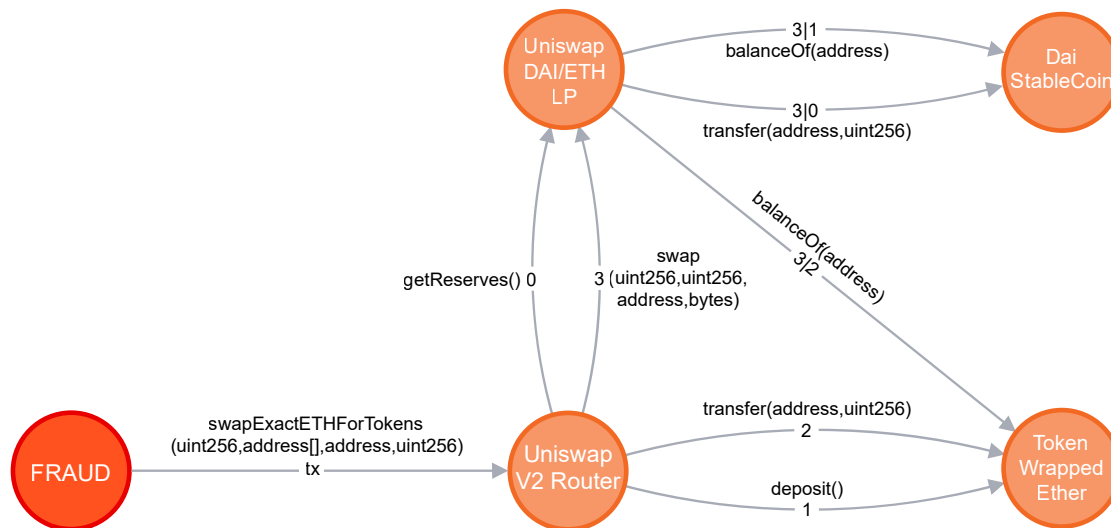 Uniswap
DAI/ETH
LP
3|1
balanceOf(address)
3|0
transfer(address,uint256)
Dai
StableCoin
balanceOf(address)
3|2
getReserves() 0
3
swap
(uint256,uint256,
address,bytes)
FRAUD
swapExactETHForTokens
(uint256,address[],address,uint256)
tx
Uniswap
V2 Router
transfer(address,uint256)
2
deposit()
1
Token
Wrapped
Ether